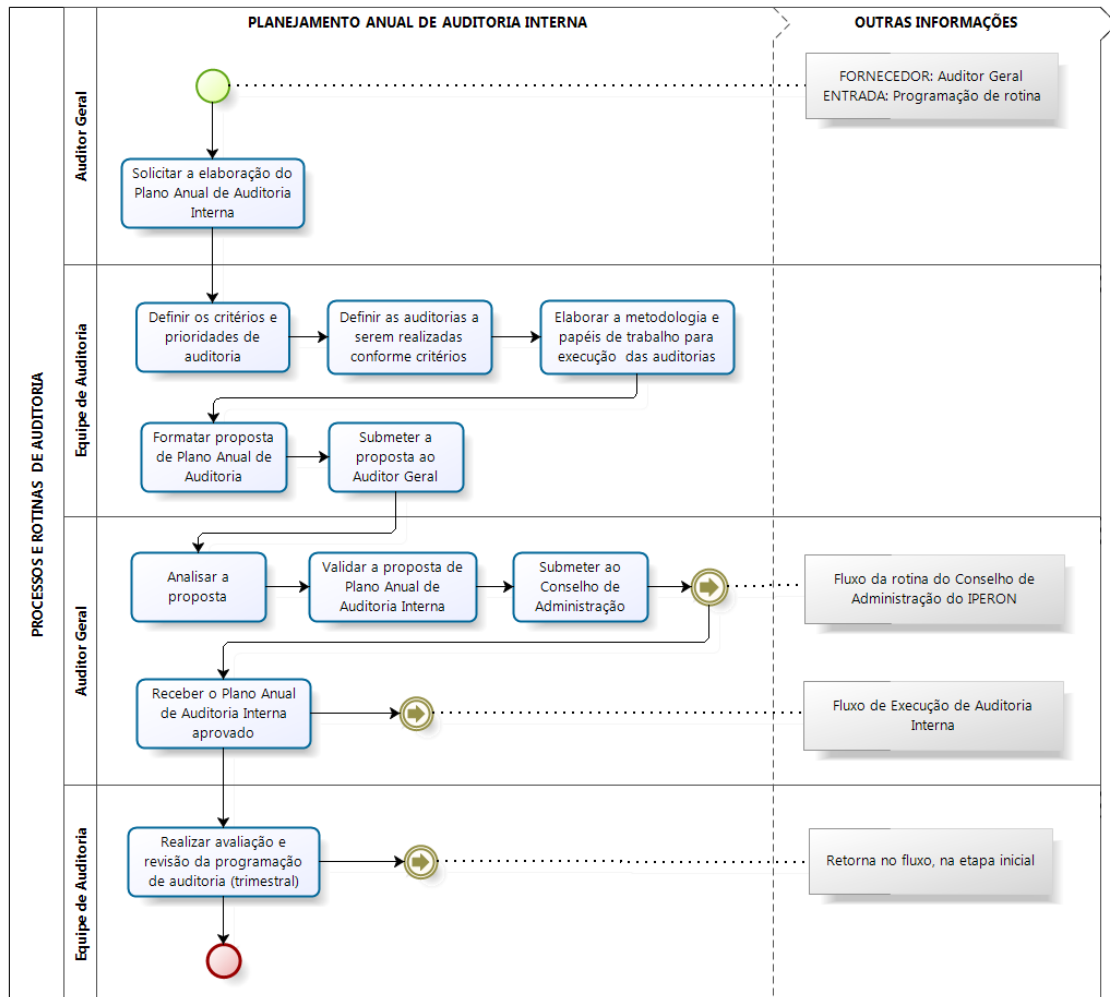 PLANEJAMENTO ANUAL DE AUDITORIA INTERNA
OUTRAS INFORMAÇÕES
PROCESSOS E ROTINAS DE AUDITORIA
Auditor Geral
FORNECEDOR: Auditor Geral
ENTRADA: Programação de rotina
Solicitar a elaboração do
Plano Anual de Auditoria
Interna
Equipe de Auditoria
Definir os critérios e
prioridades de
auditoria
Definir as auditorias a
serem realizadas
conforme critérios
Elaborar a metodologia e
papéis de trabalho para
execução das auditorias
Formatar proposta
de Plano Anual de
Auditoria
Submeter a
proposta ao
Auditor Geral
Auditor Geral
Analisar a
proposta
Validar a proposta de
Plano Anual de
Auditoria Interna
Submeter ao
Conselho de
Administração
Fluxo da rotina do Conselho de
Administração do IPERON
Receber o Plano Anual
de Auditoria Interna
aprovado
Fluxo de Execução de Auditoria
Interna
Equipe de Auditoria
Realizar avaliação e
revisão da programação
de auditoria (trimestral)
Retorna no fluxo, na etapa inicial